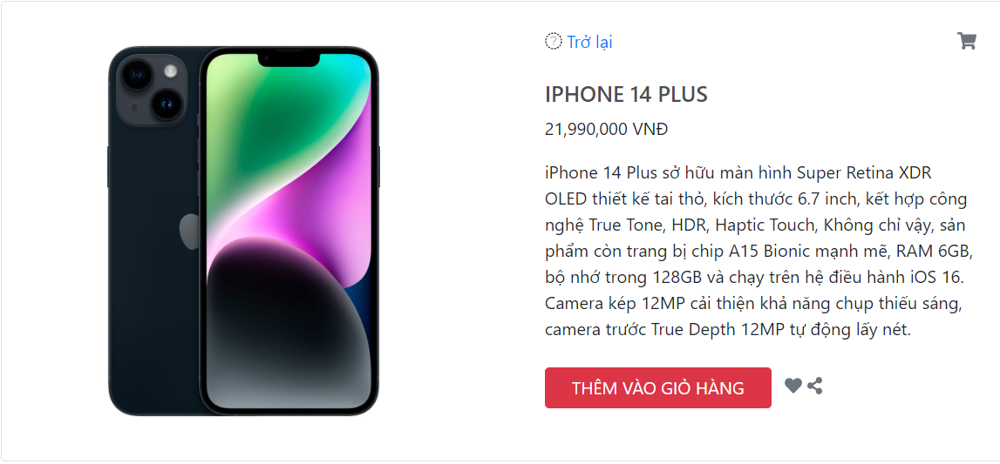 Trở lại
IPHONE 14 PLUS
21,990,000 VNĐ
iPhone 14 Plus sở hữu màn hình Super Retina XDR
OLED thiết kế tai thỏ, kích thước 6.7 inch, kết hợp công
nghệ True Tone, HDR, Haptic Touch, Không chỉ vậy, sản
phẩm còn trang bị chip A15 Bionic mạnh mẽ, RAM 6GB,
bộ nhớ trong 128GB và chạy trên hệ điều hành iOS 16.
Camera kép 12MP cải thiện khả năng chụp thiếu sáng,
camera trước True Depth 12MP tự động lấy nét.
THÊM VÀO GIỎ HÀNG